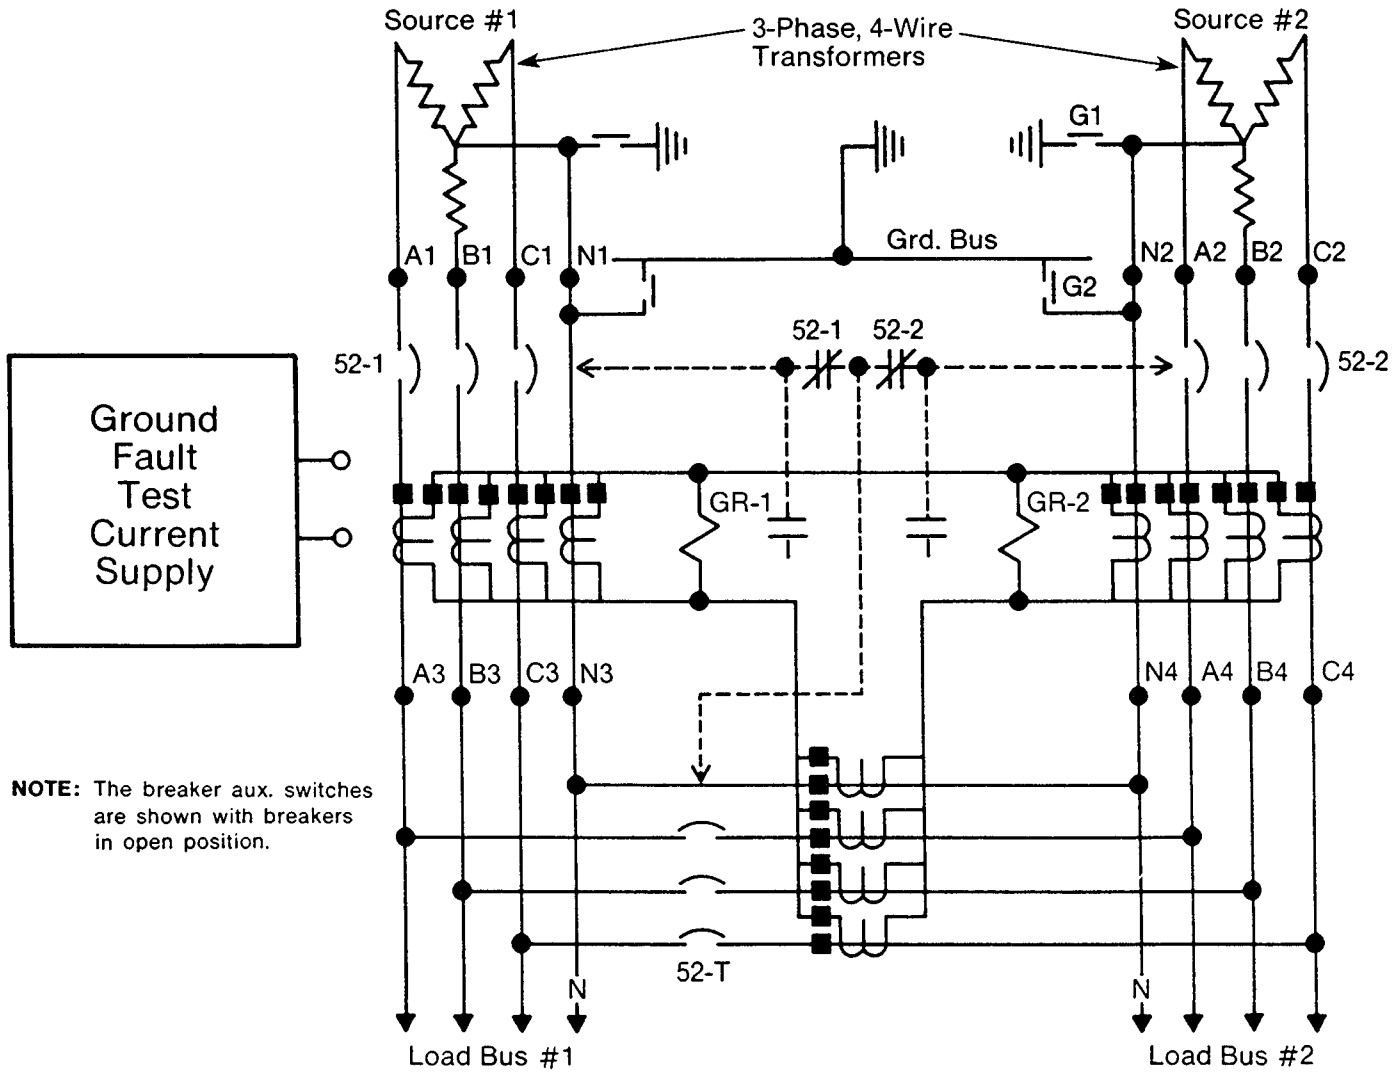 Source #1
3-Phase, 4-Wire
Transformers
Source #2
G1
A1
B1
C1
N1
Grd. Bus
N2
A2
B2
C2
G2
52-1
52-1
52-2
52-2
Ground
Fault
Test
Current
Supply
GR-1
GR-2
A3
B3
C3
N3
N4
A4
B4
C4
NOTE: The breaker aux. switches
are shown with breakers
in open position.
52-T
N
N
Load Bus #1
Load Bus #2